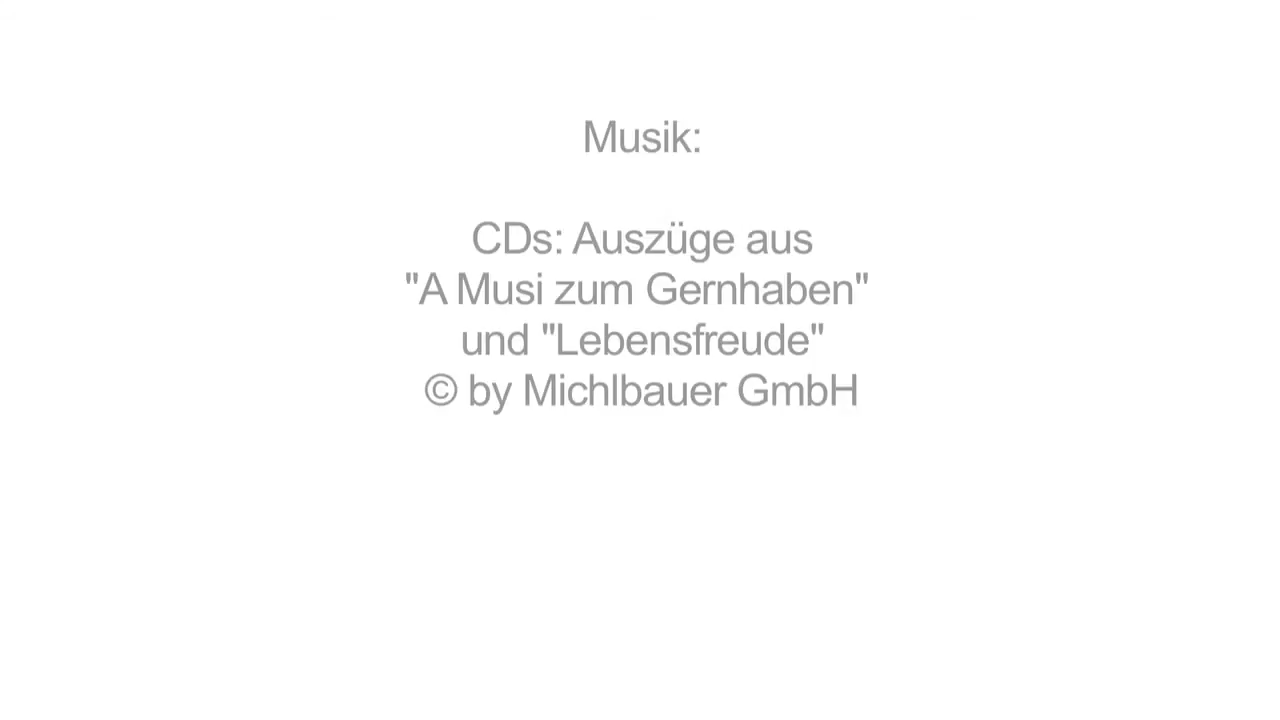 Musik:
CDs: Auszüge aus
"A Musi zum Gernhaben"
und "Lebensfreude"
© by Michlbauer GmbH